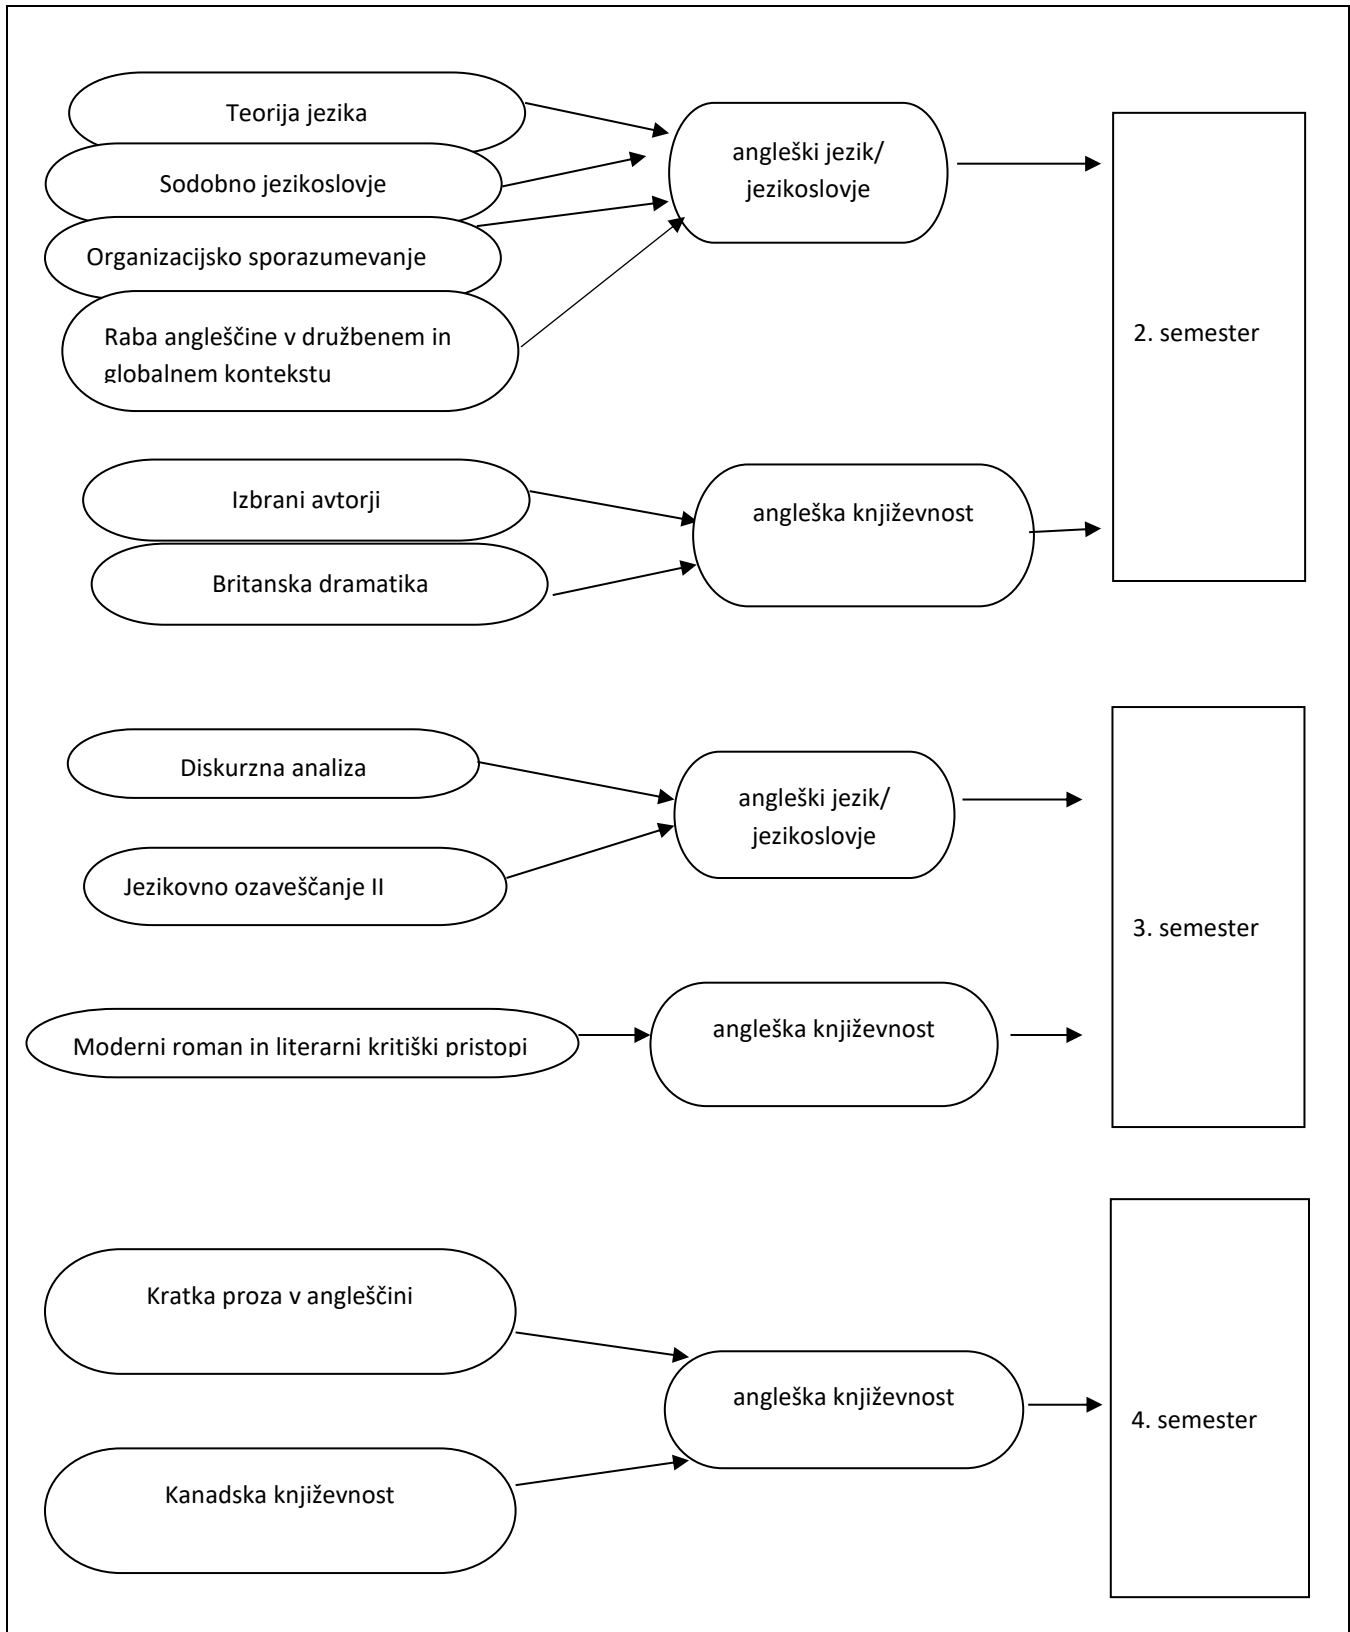 Teorija jezika
Sodobno jezikoslovje
Organizacijsko sporazumevanje
Raba angleščine v družbenem in
globalnem kontekstu
angleški jezik/
jezikoslovje
2. semester
Izbrani avtorji
Britanska dramatika
angleška književnost
Diskurzna analiza
Jezikovno ozaveščanje II
angleški jezik/
jezikoslovje
3. semester
Moderni roman in literarni kritiški pristopi
angleška književnost
Kratka proza v angleščini
Kanadska književnost
angleška književnost
4. semester